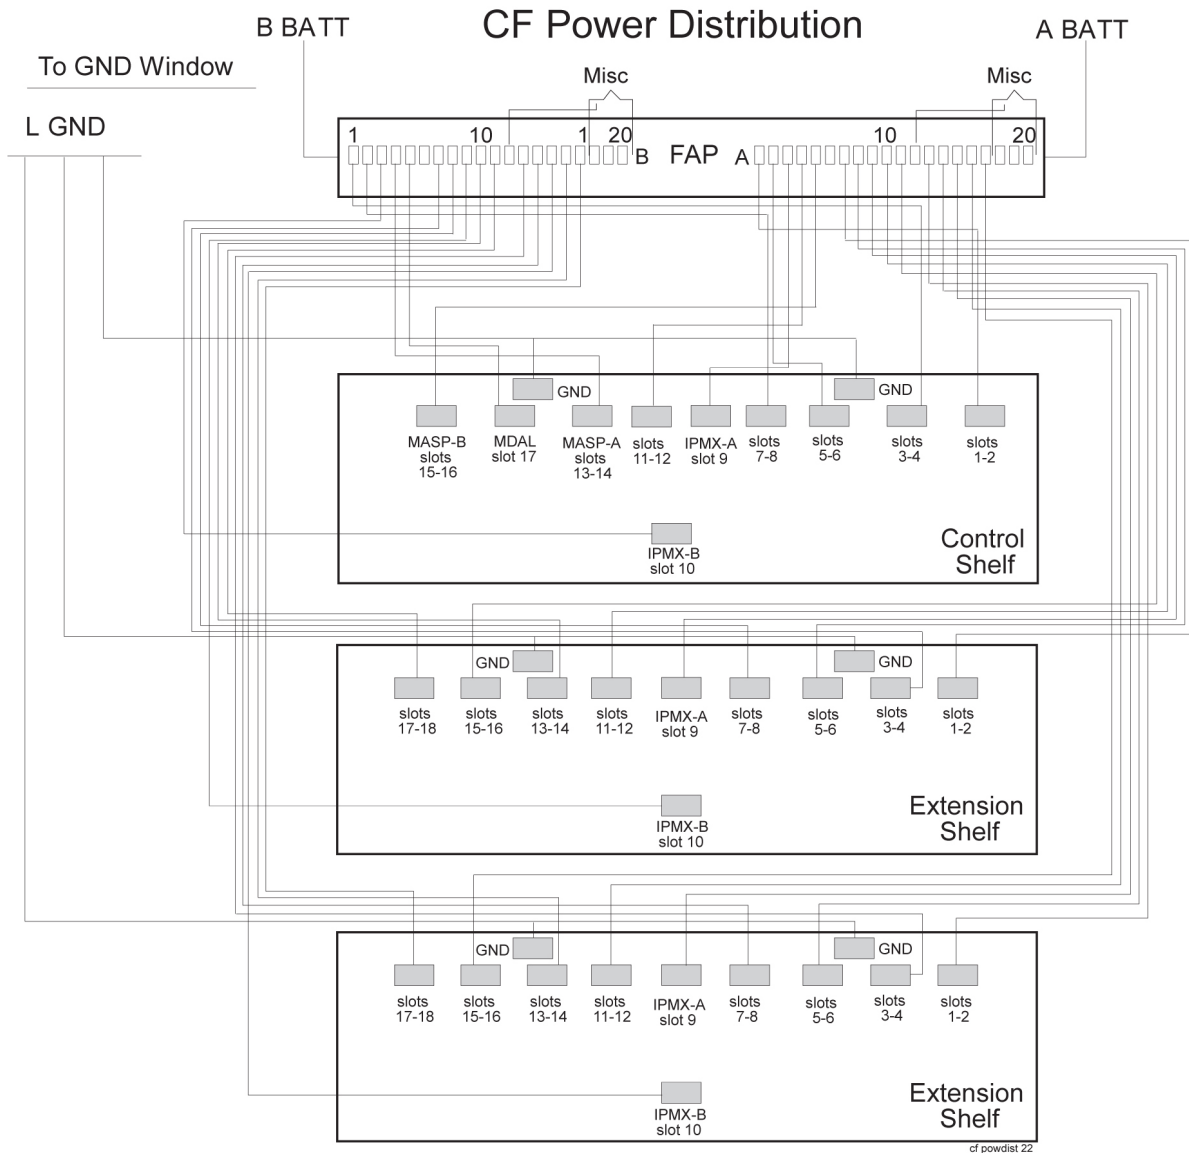 CF Power Distribution
B BATT
A BATT
To GND Window
Misc
Misc
L GND
1
10
1
20
10
20
B
FAP
A
GND
GND
MASP-B
slots
15-16
MDAL
slot 17
MASP-A
slots
13-14
slots
11-12
IPMX-A
slot 9
slots
7-8
slots
5-6
slots
3-4
slots
1-2
IPMX-B
slot 10
Control
Shelf
GND
GND
slots
17-18
slots
15-16
slots
13-14
slots
11-12
IPMX-A
slot 9
slots
7-8
slots
5-6
slots
3-4
slots
1-2
IPMX-B
slot 10
Extension
Shelf
GND
GND
slots
17-18
slots
15-16
slots
13-14
slots
11-12
IPMX-A
slot 9
slots
7-8
slots
5-6
slots
3-4
slots
1-2
IPMX-B
slot 10
Extension
Shelf
cf powdist 22